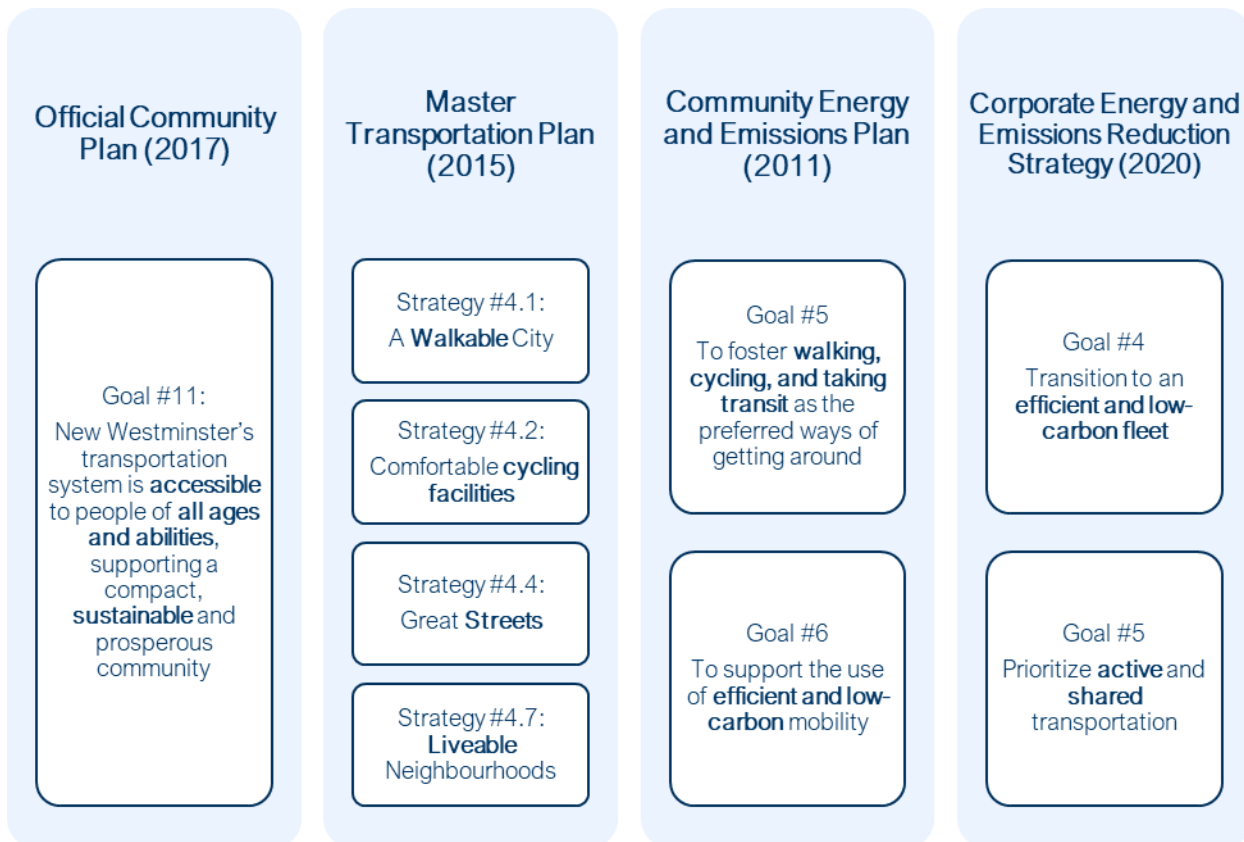 Official Community
Plan (2017)
Goal #11:
New Westminster’s
transportation
system is accessible
to people of all ages
and abilities,
supporting a
compact,
sustainable and
prosperous
community
Master
Transportation Plan
(2015)
Strategy #4.1:
A Walkable City
Strategy #4.2:
Comfortable cycling
facilities
Strategy #4.4:
Great Streets
Strategy #4.7:
Liveable
Neighbourhoods
Community Energy
and Emissions Plan
(2011)
Goal #5
To foster walking,
cycling, and taking
transit as the
preferred ways of
getting around
Goal #6
To support the use
of efficient and low-
carbon mobility
Corporate Energy and
Emissions Reduction
Strategy (2020)
Goal #4
Transition to an
efficient and low-
carbon fleet
Goal #5
Prioritize active and
shared
transportation